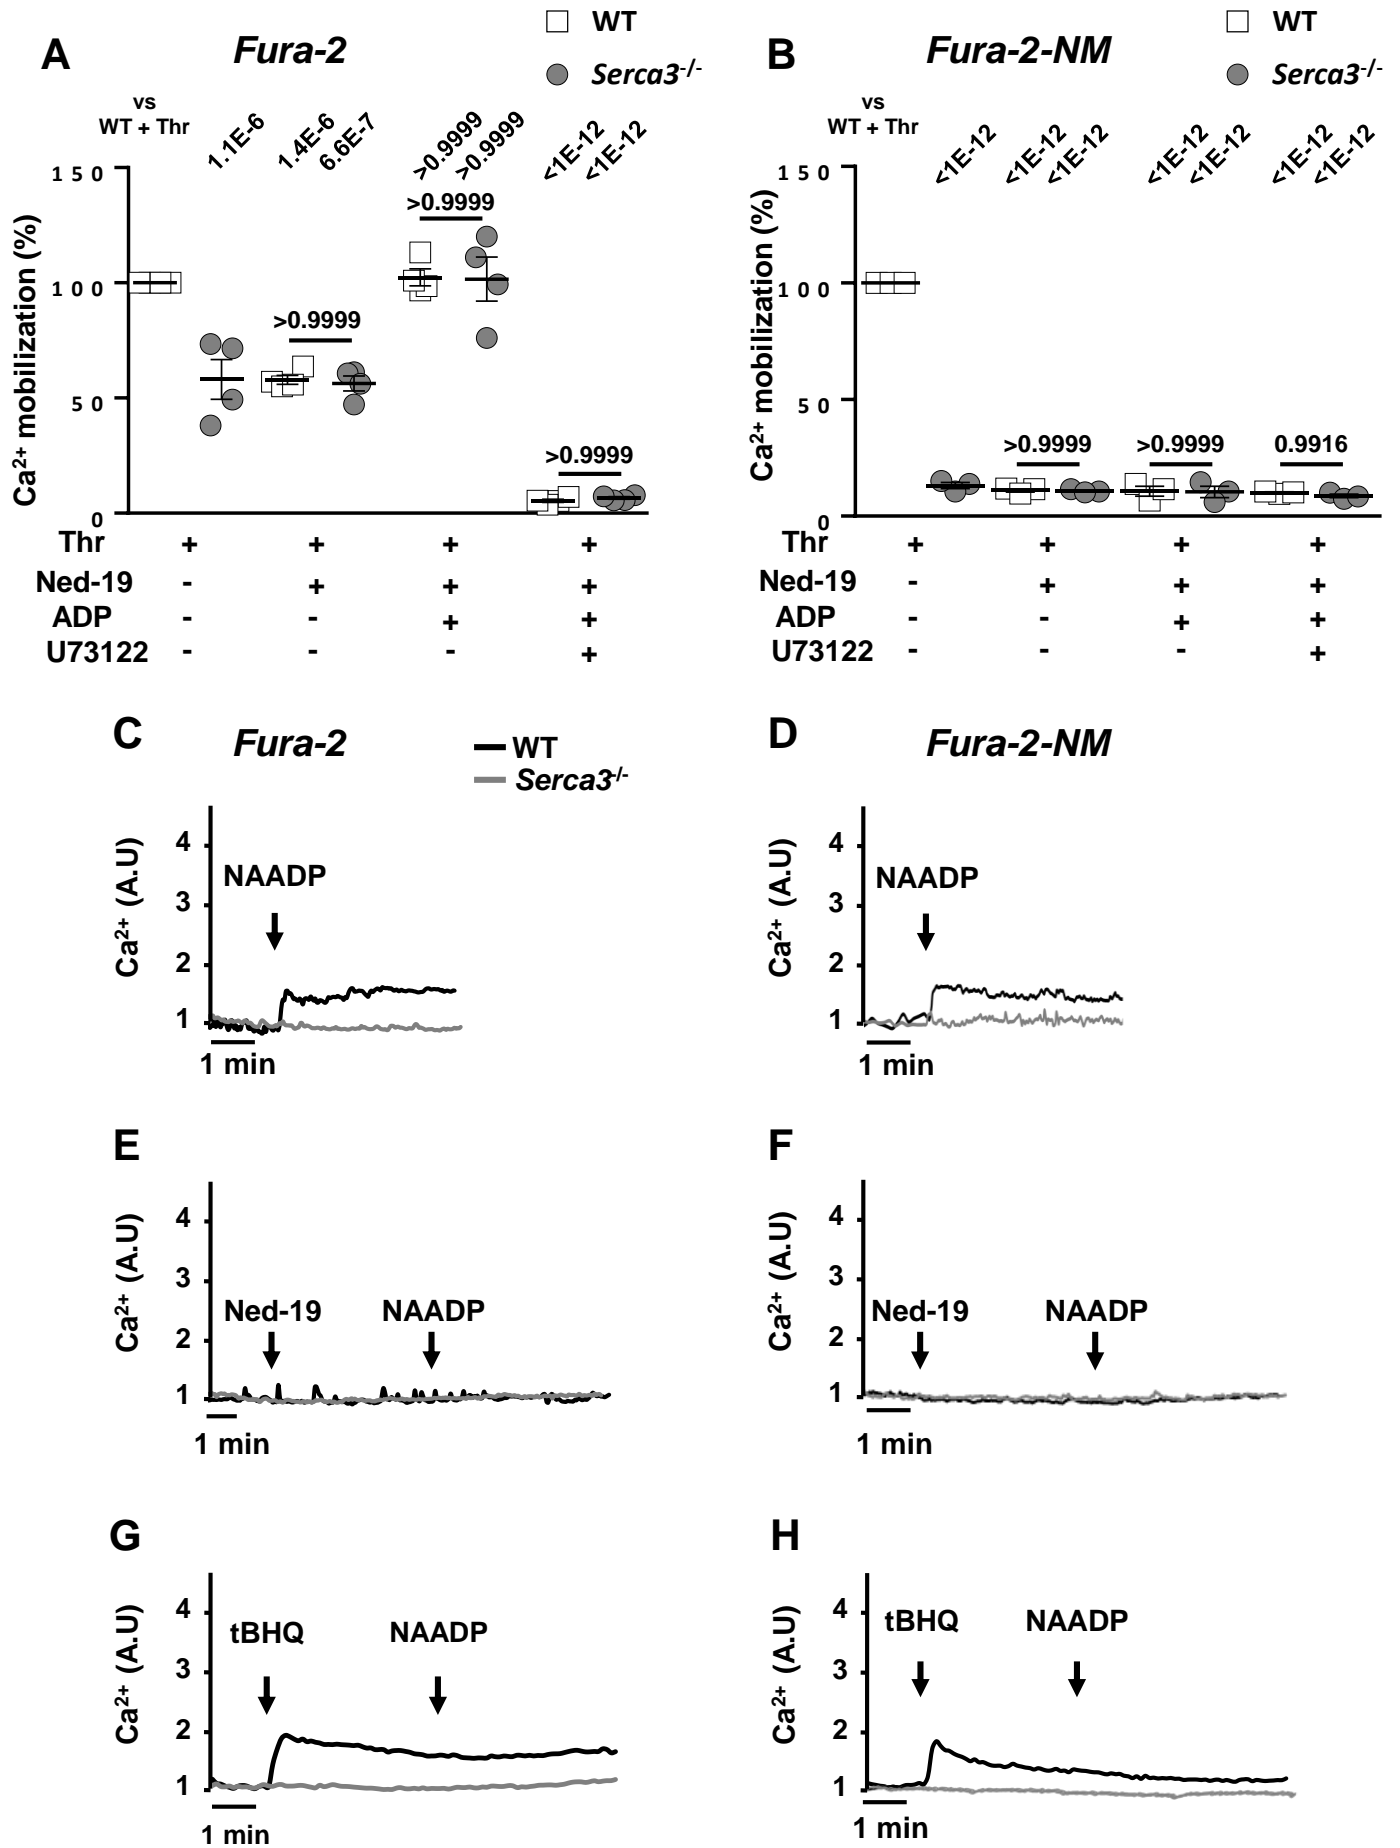 A
Fura-2
WT
Serca3-/-
vs
WT + Thr
1.1E-6
1.4E-6
6.6E-7
>0.9999
>0.9999
<1E-12
<1E-12
Ca2+ mobilization (%)
150
100
50
0
>0.9999
>0.9999
>0.9999
Thr + + + +
Ned-19 - + + +
ADP - - + +
U73122 - - - +
B
Fura-2-NM
WT
Serca3-/-
vs
WT + Thr
<1E-12
<1E-12
<1E-12
<1E-12
<1E-12
<1E-12
<1E-12
Ca2+ mobilization (%)
150
100
50
0
>0.9999
>0.9999
0.9916
Thr + + + +
Ned-19 - + + +
ADP - - + +
U73122 - - - +
C
Fura-2
WT
Serca3-/-
Ca2+ (A.U)
4
3
2
1
NAADP
1 min
D
Fura-2-NM
Ca2+ (A.U)
4
3
2
1
NAADP
1 min
E
Ca2+ (A.U)
4
3
2
1
Ned-19
NAADP
1 min
F
Ca2+ (A.U)
4
3
2
1
Ned-19
NAADP
1 min
G
Ca2+ (A.U)
4
3
2
1
tBHQ
NAADP
1 min
H
Ca2+ (A.U)
4
3
2
1
tBHQ
NAADP
1 min